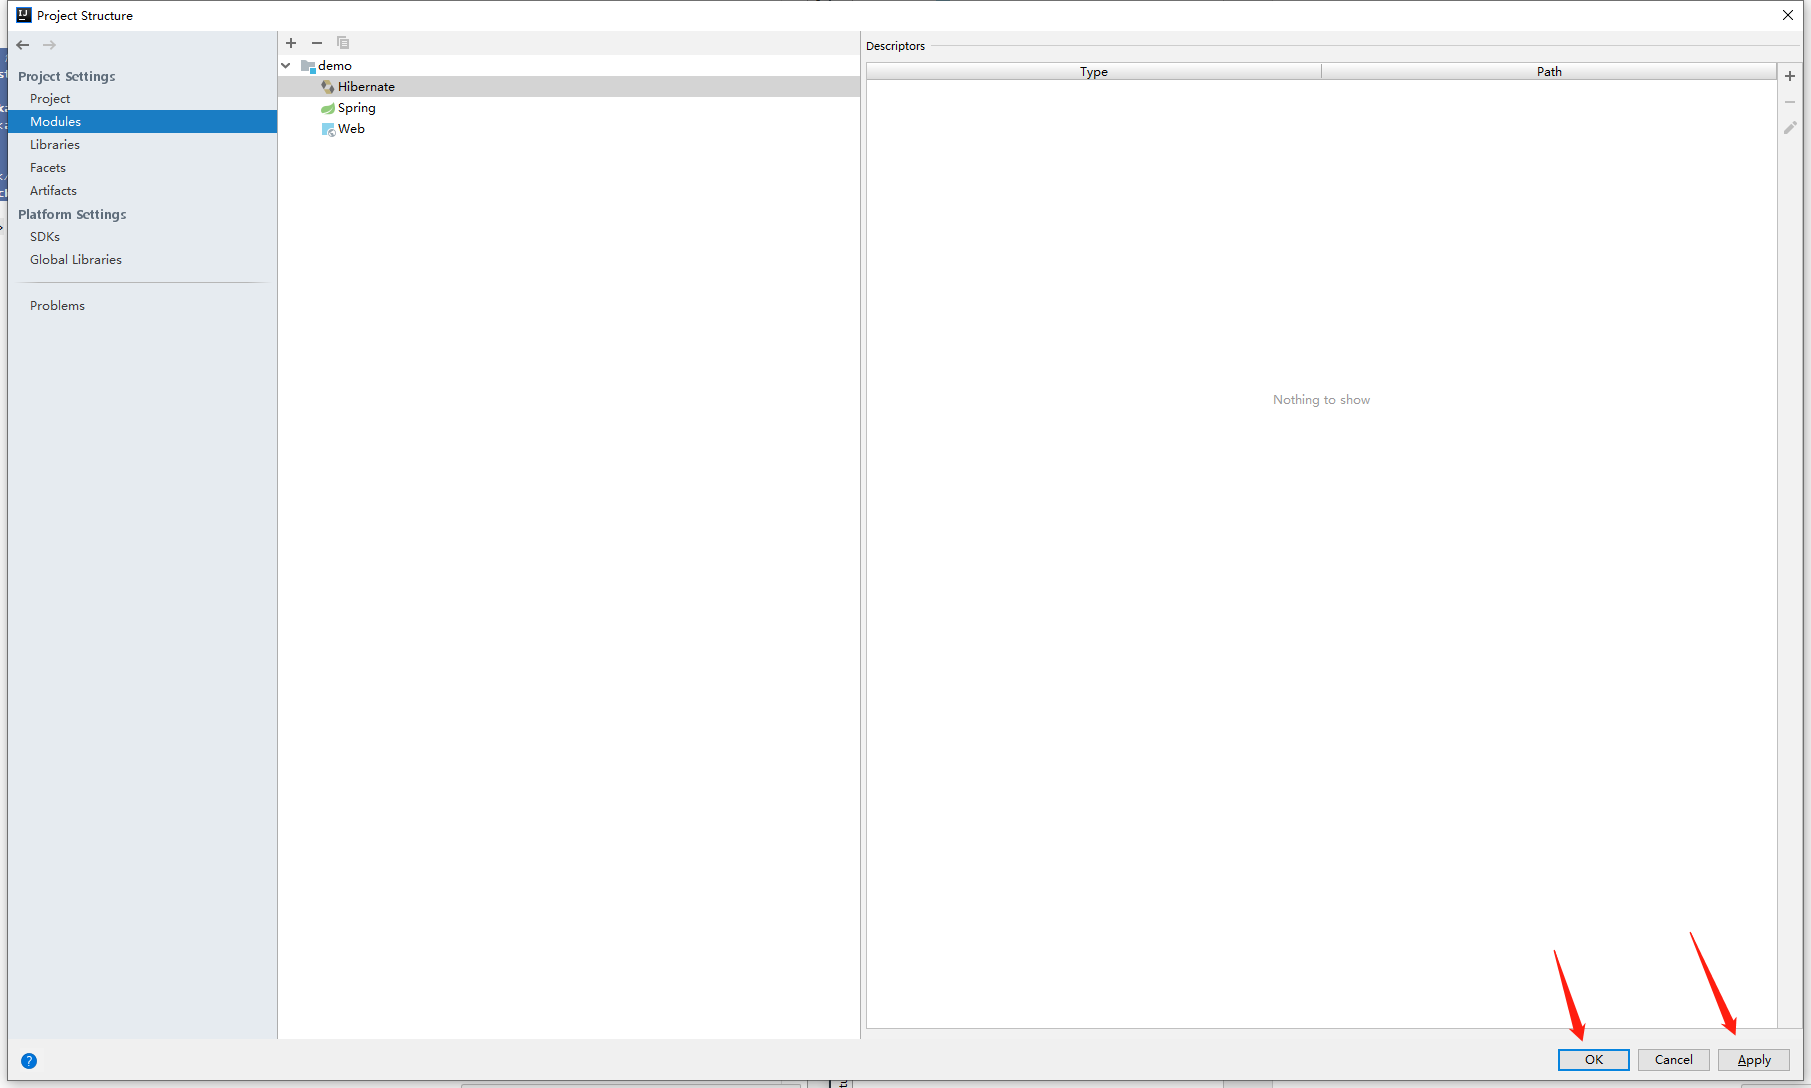 Project Structure
Project Settings
Project
Modules
Libraries
Facets
Artifacts
Platform Settings
SDKs
Global Libraries
Problems
demo
Hibernate
Spring
Web
Descriptors
Type Path
Nothing to show
? OK Cancel Apply